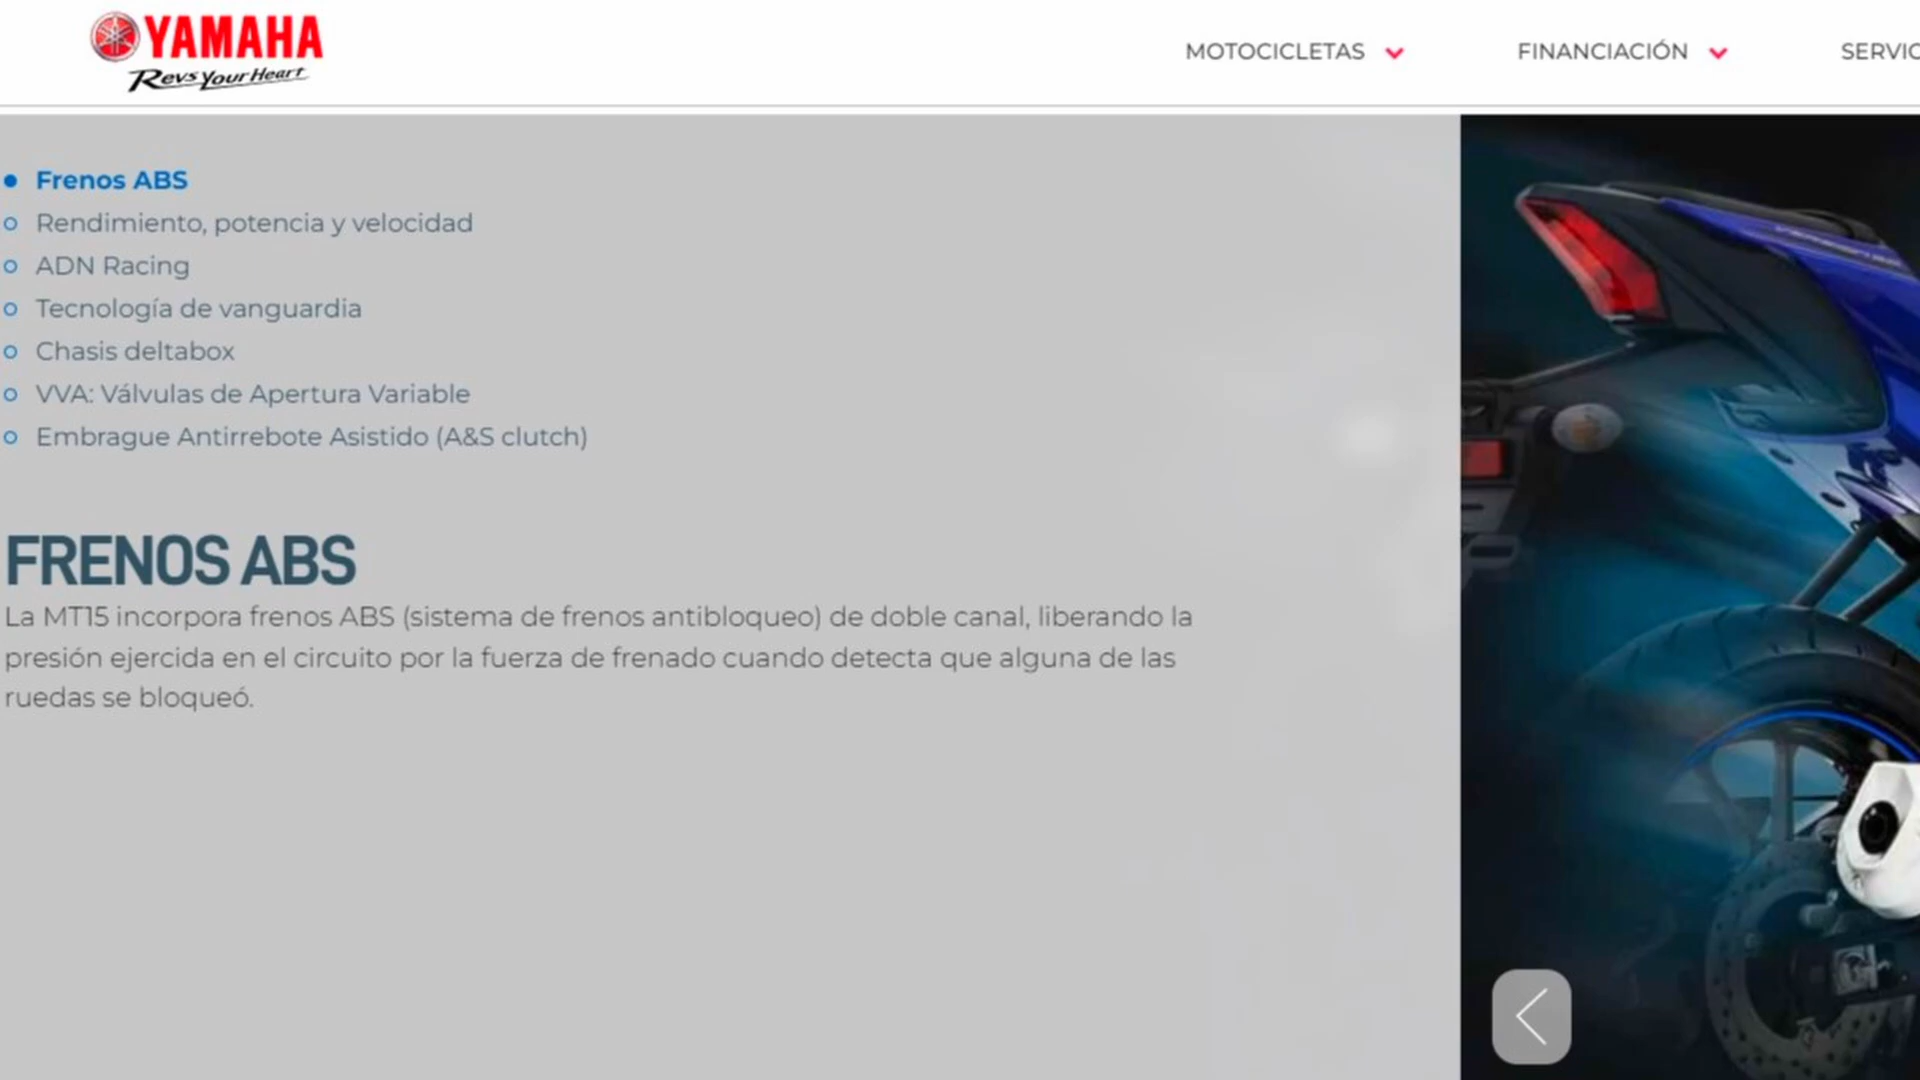 YAMAHA
Revs Your Heart
MOTOCICLETAS
FINANCIACIÓN
SERVIC
Frenos ABS
Rendimiento, potencia y velocidad
ADN Racing
Tecnología de vanguardia
Chasis deltabox
VVA: Válvulas de Apertura Variable
Embrague Antirrebote Asistido (A&S clutch)
FRENOS ABS
La MT15 incorpora frenos ABS (sistema de frenos antibloqueo) de doble canal, liberando la
presión ejercida en el circuito por la fuerza de frenado cuando detecta que alguna de las
ruedas se bloqueó.